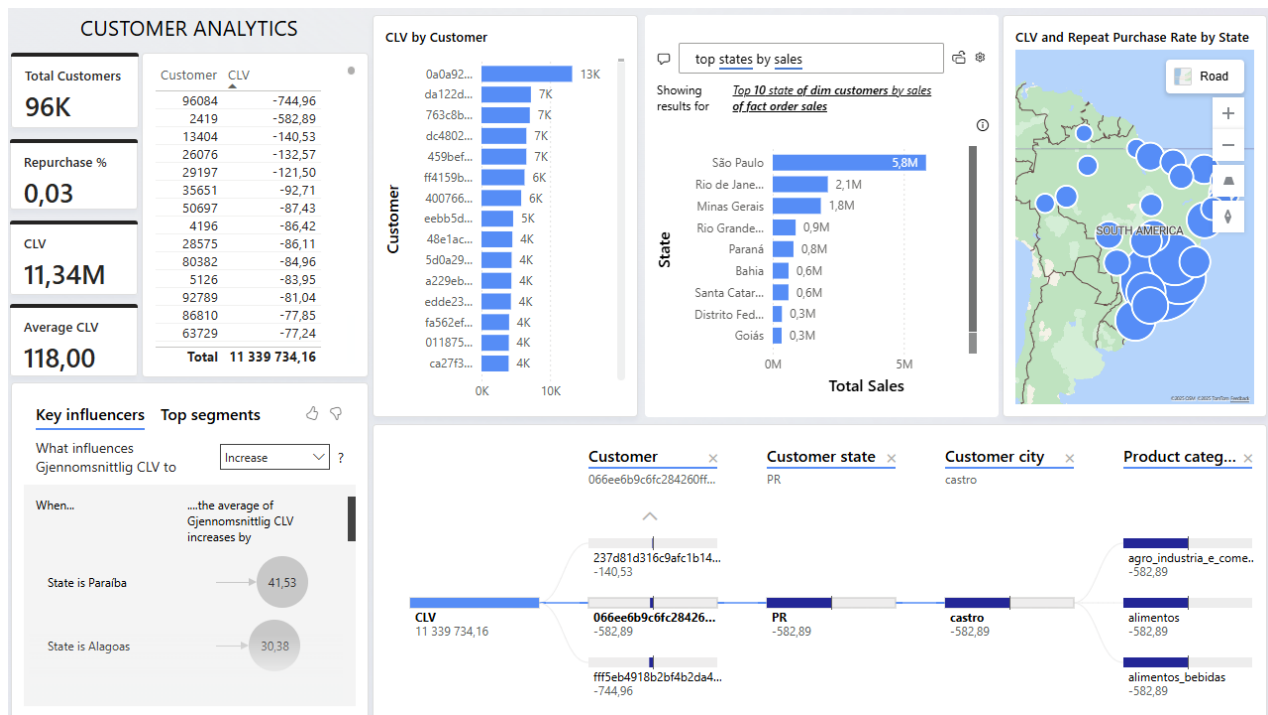 CUSTOMER ANALYTICS
Total Customers
96K
Repurchase %
0,03
CLV
11,34M
Average CLV
118,00
Customer CLV
96084 -744,96
2419 -582,89
13404 -140,53
26076 -132,57
29197 -121,50
35651 -92,71
50697 -87,43
4196 -86,42
28575 -86,11
80382 -84,96
5126 -83,95
92789 -81,04
86810 -77,85
63729 -77,24
Total 11 339 734,16
CLV by Customer
Customer
0a0a92... 13K
da122d... 7K
763c8b... 7K
dc4802... 7K
459bef... 7K
ff4159b... 6K
400766... 6K
eebb5d... 5K
48e1ac... 4K
5d0a29... 4K
a229eb... 4K
edde23... 4K
fa562ef... 4K
011875... 4K
ca27f3... 4K
0K 10K
top states by sales
Showing
results for
Top 10 state of dim customers by sales
of fact order sales
State
São Paulo 5,8M
Rio de Jane... 2,1M
Minas Gerais 1,8M
Rio Grande... 0,9M
Paraná 0,8M
Bahia 0,6M
Santa Catar... 0,6M
Distrito Fed... 0,3M
Goiás 0,3M
0M 5M
Total Sales
CLV and Repeat Purchase Rate by State
Road
SOUTH AMERICA
Key influencers Top segments
What influences
Gjennomsnittlig CLV to
Increase
?
When...
....the average of
Gjennomsnittlig CLV
increases by
State is Paraíba 41,53
State is Alagoas 30,38
Customer
066ee6b9c6fc284260ff...
Customer state
PR
Customer city
castro
Product categ...
CLV
11 339 734,16
237d81d316c9afc1b14...
-140,53
066ee6b9c6fc28426...
-582,89
fff5eb4918b2bf4b2da4...
-744,96
PR
-582,89
castro
-582,89
agro_industria_e_come..
-582,89
alimentos
-582,89
alimentos_bebidas
-582,89